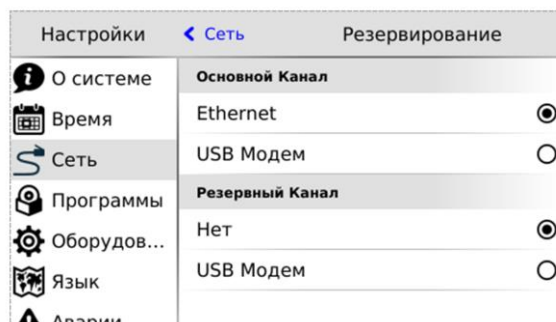 Настройки
Сеть
Резервирование
О системе
Время
Сеть
Программы
Оборудов...
Язык
Аварии
Основной Канал
Ethernet
USB Модем
Резервный Канал
Нет
USB Модем